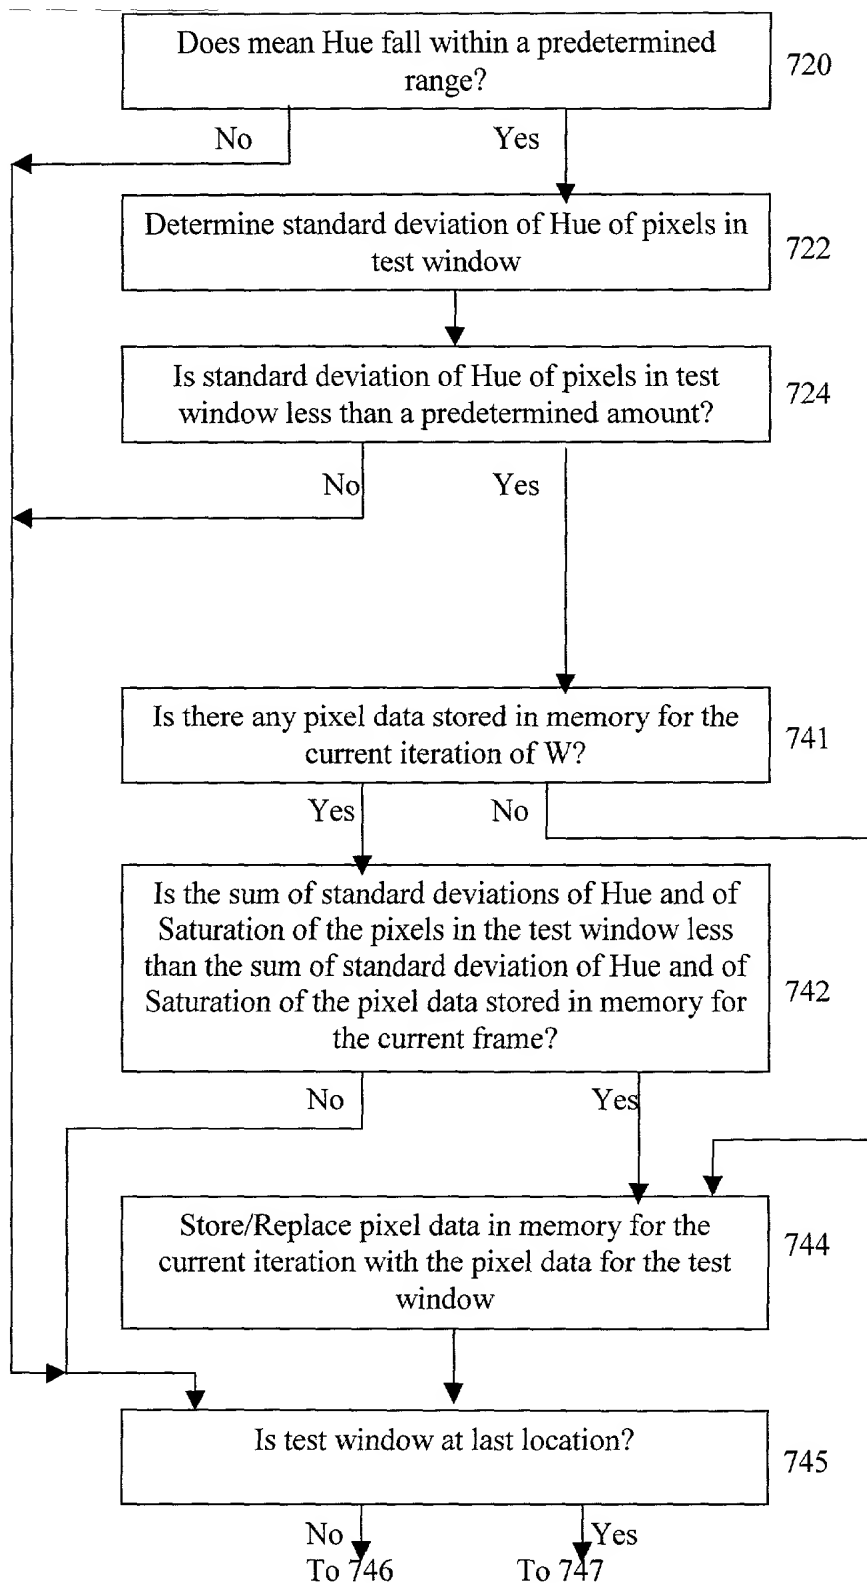 Does mean Hue fall within a predetermined
range?
720
No
Yes
Determine standard deviation of Hue of pixels in
test window
722
Is standard deviation of Hue of pixels in test
window less than a predetermined amount?
724
No
Yes
Is there any pixel data stored in memory for the
current iteration of W?
741
Yes
No
Is the sum of standard deviations of Hue and of
Saturation of the pixels in the test window less
than the sum of standard deviation of Hue and of
Saturation of the pixel data stored in memory for
the current frame?
742
No
Yes
Store/Replace pixel data in memory for the
current iteration with the pixel data for the test
window
744
Is test window at last location?
745
No
Yes
To 746
To 747